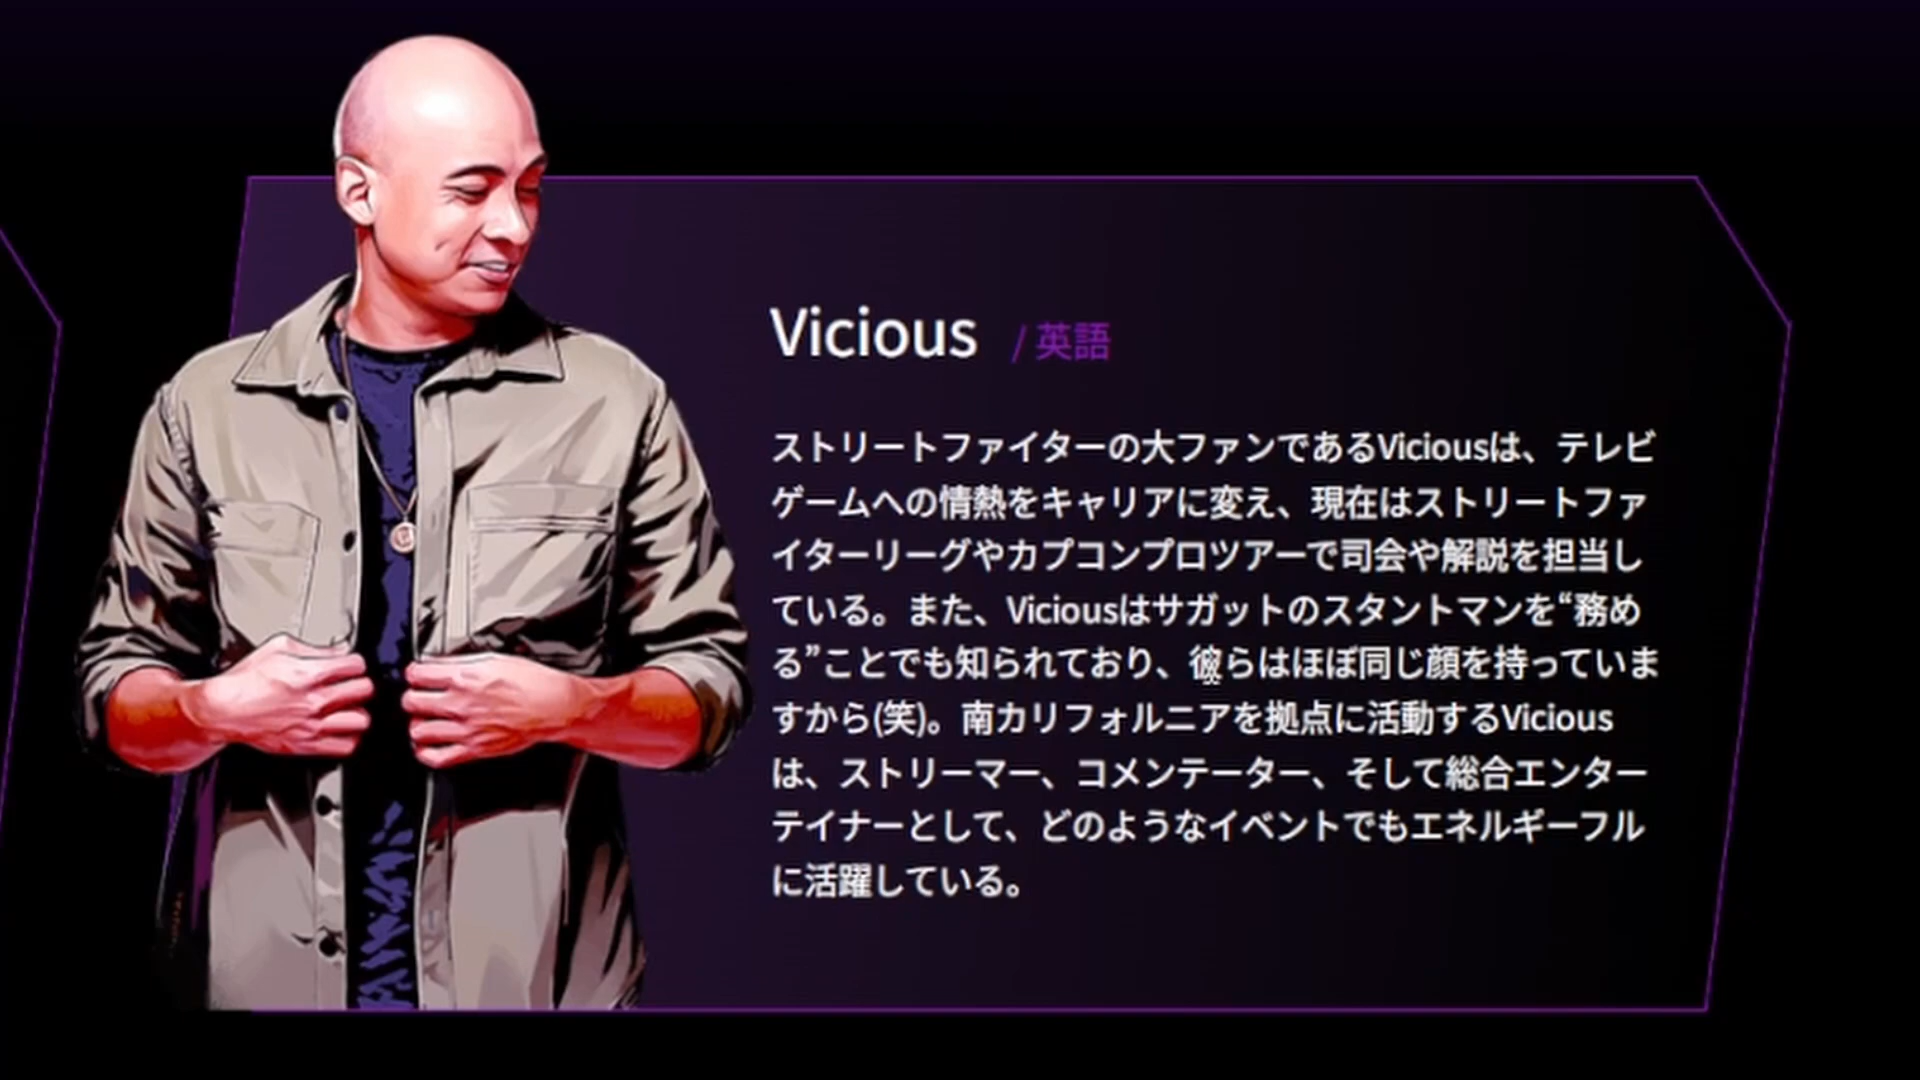 Vicious / 英語
ストリートファイターの大ファンであるViciousは、テレビ
ゲームへの情熱をキャリアに変え、現在はストリートファ
イターリーグやカプコンプロツアーで司会や解説を担当し
ている。また、Viciousはサガットのスタントマンを“務め
る”ことでも知られており、彼らはほぼ同じ顔を持っていま
すから(笑)。南カリフォルニアを拠点に活動するVicious
は、ストリーマー、コメンテーター、そして総合エンター
テイナーとして、どのようなイベントでもエネルギーフル
に活躍している。